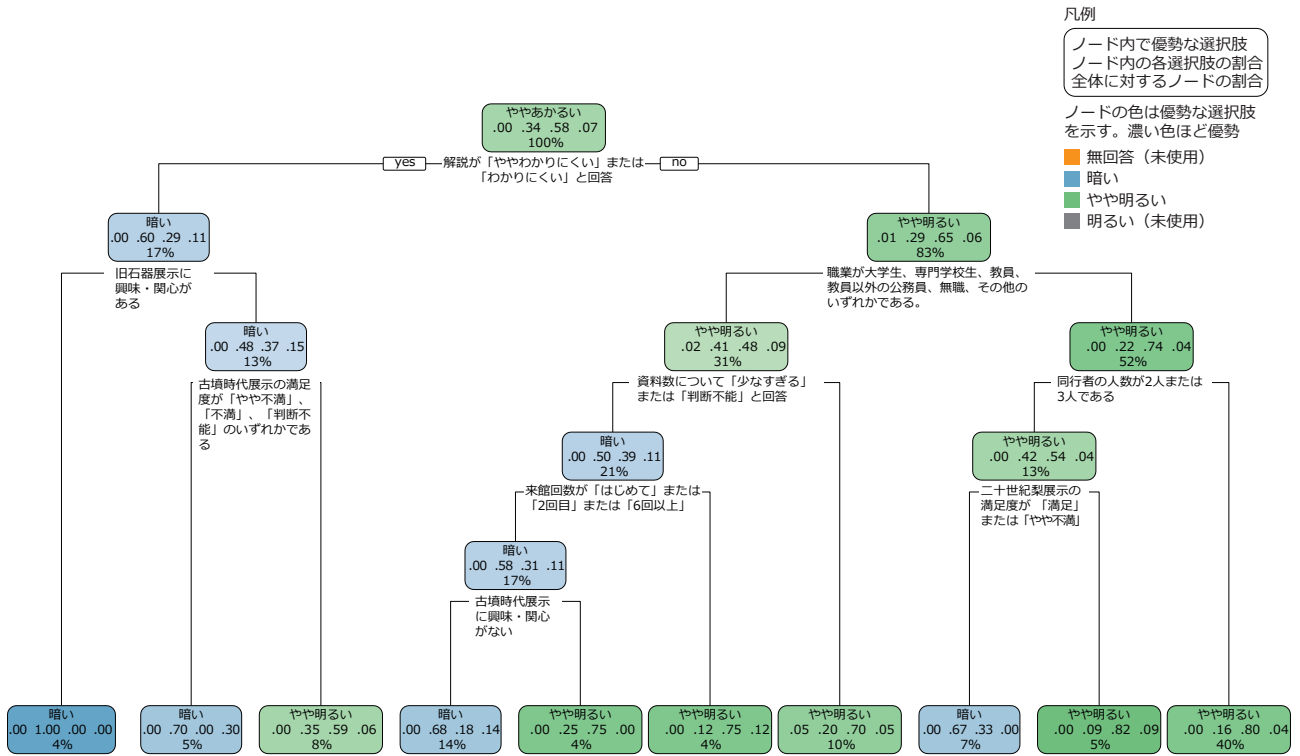 凡例
ノード内で優勢な選択肢
ノード内の各選択肢の割合
全体に対するノードの割合
ノードの色は優勢な選択肢
を示す。濃い色ほど優勢
無回答（未使用）
暗い
やや明るい
明るい（未使用）
ややあかるい
.00 .34 .58 .07
100%
yes
解説が「ややわかりにくい」または
「わかりにくい」と回答
no
暗い
.00 .60 .29 .11
17%
旧石器展示に
興味・関心が
ある
やや明るい
.01 .29 .65 .06
83%
職業が大学生、専門学校生、教員、
教員以外の公務員、無職、その他の
いずれかである。
暗い
.00 .48 .37 .15
13%
古墳時代展示の満足
度が「やや不満」、
「不満」、「判断不
能」のいずれかであ
る
やや明るい
.02 .41 .48 .09
31%
資料数について「少なすぎる」
または「判断不能」と回答
やや明るい
.00 .22 .74 .04
52%
同行者の人数が2人または
3人である
暗い
.00 .50 .39 .11
21%
来館回数が「はじめて」または
「2回目」または「6回以上」
やや明るい
.00 .42 .54 .04
13%
二十世紀梨展示の
満足度が 「満足」
または「やや不満」
暗い
.00 .58 .31 .11
17%
古墳時代展示
に興味・関心
がない
暗い
.00 1.00 .00 .00
4%
暗い
.00 .70 .00 .30
5%
やや明るい
.00 .35 .59 .06
8%
暗い
.00 .68 .18 .14
14%
やや明るい
.00 .25 .75 .00
4%
やや明るい
.00 .12 .75 .12
4%
やや明るい
.05 .20 .70 .05
10%
暗い
.00 .67 .33 .00
7%
やや明るい
.00 .09 .82 .09
5%
やや明るい
.00 .16 .80 .04
40%